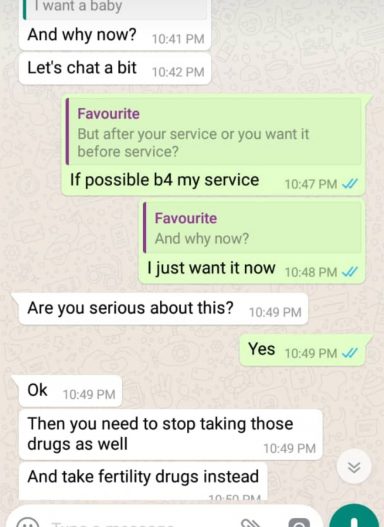 I want a baby
And why now? 10:41 PM
Let's chat a bit 10:42 PM
Favourite
But after your service or you want it
before service?
If possible b4 my service 10:47 PM
Favourite
And why now?
I just want it now 10:48 PM
Are you serious about this? 10:49 PM
Yes 10:49 PM
Ok 10:49 PM
Then you need to stop taking those
drugs as well 10:49 PM
And take fertility drugs instead
10:50 PM
Type a message